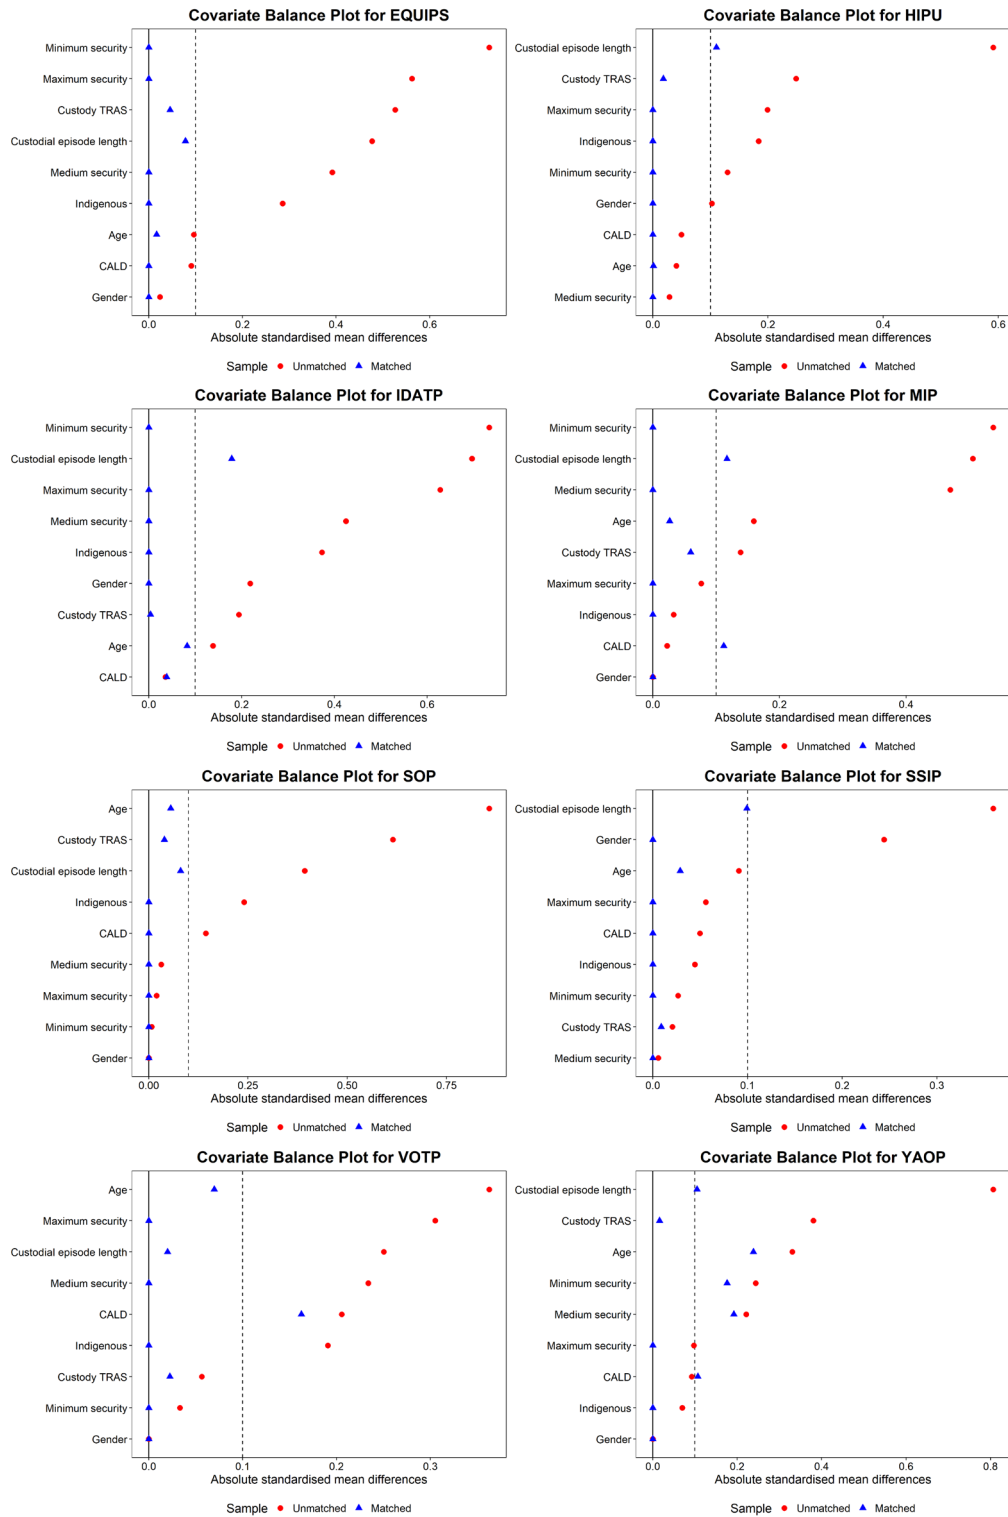 Covariate Balance Plot for EQUIPS
Minimum security
Maximum security
Custody TRAS
Custodial episode length
Medium security
Indigenous
Age
CALD
Gender
0.0 0.2 0.4 0.6
Absolute standardised mean differences
Sample Unmatched Matched
Covariate Balance Plot for HIPU
Custodial episode length
Custody TRAS
Maximum security
Indigenous
Minimum security
Gender
CALD
Age
Medium security
0.0 0.2 0.4 0.6
Absolute standardised mean differences
Sample Unmatched Matched
Covariate Balance Plot for IDATP
Minimum security
Custodial episode length
Maximum security
Medium security
Indigenous
Gender
Custody TRAS
Age
CALD
0.0 0.2 0.4 0.6
Absolute standardised mean differences
Sample Unmatched Matched
Covariate Balance Plot for MIP
Minimum security
Custodial episode length
Medium security
Age
Custody TRAS
Maximum security
Indigenous
CALD
Gender
0.0 0.2 0.4
Absolute standardised mean differences
Sample Unmatched Matched
Covariate Balance Plot for SOP
Age
Custody TRAS
Custodial episode length
Indigenous
CALD
Medium security
Maximum security
Minimum security
Gender
0.00 0.25 0.50 0.75
Absolute standardised mean differences
Sample Unmatched Matched
Covariate Balance Plot for SSIP
Custodial episode length
Gender
Age
Maximum security
CALD
Indigenous
Minimum security
Custody TRAS
Medium security
0.0 0.1 0.2 0.3
Absolute standardised mean differences
Sample Unmatched Matched
Covariate Balance Plot for VOTP
Age
Maximum security
Custodial episode length
Medium security
CALD
Indigenous
Custody TRAS
Minimum security
Gender
0.0 0.1 0.2 0.3
Absolute standardised mean differences
Sample Unmatched Matched
Covariate Balance Plot for YAOP
Custodial episode length
Custody TRAS
Age
Minimum security
Medium security
Maximum security
CALD
Indigenous
Gender
0.0 0.2 0.4 0.6 0.8
Absolute standardised mean differences
Sample Unmatched Matched